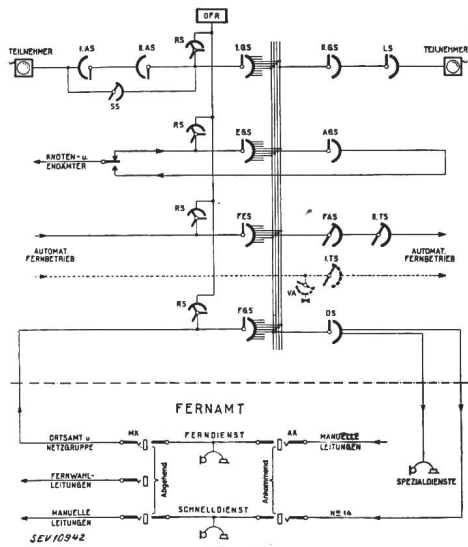 OFR
RS
TEILNEHMER
I.AS
II.AS
I.GS
II.GS
LS
TEILNEHMER
SS
RS
EGS
AGS
KNOTEN- u.
ENDÄMTER
RS
FES
FAS
II.TS
AUTOMAT.
FERNBETRIEB
I.TS
AUTOMAT.
FERNBETRIEB
VA
RS
FGS
DS
FERNAMT
ORTSAMT u
NETZGRUPPE
MK
FERNDIENST
AK
MANUELLE
LEITUNGEN
FERNWAHL-
LEITUNGEN
Abgehend
Ankommend
SPEZIALDIENSTE
MANUELLE
LEITUNGEN
SCHNELLDIENST
No 14
SEV10942